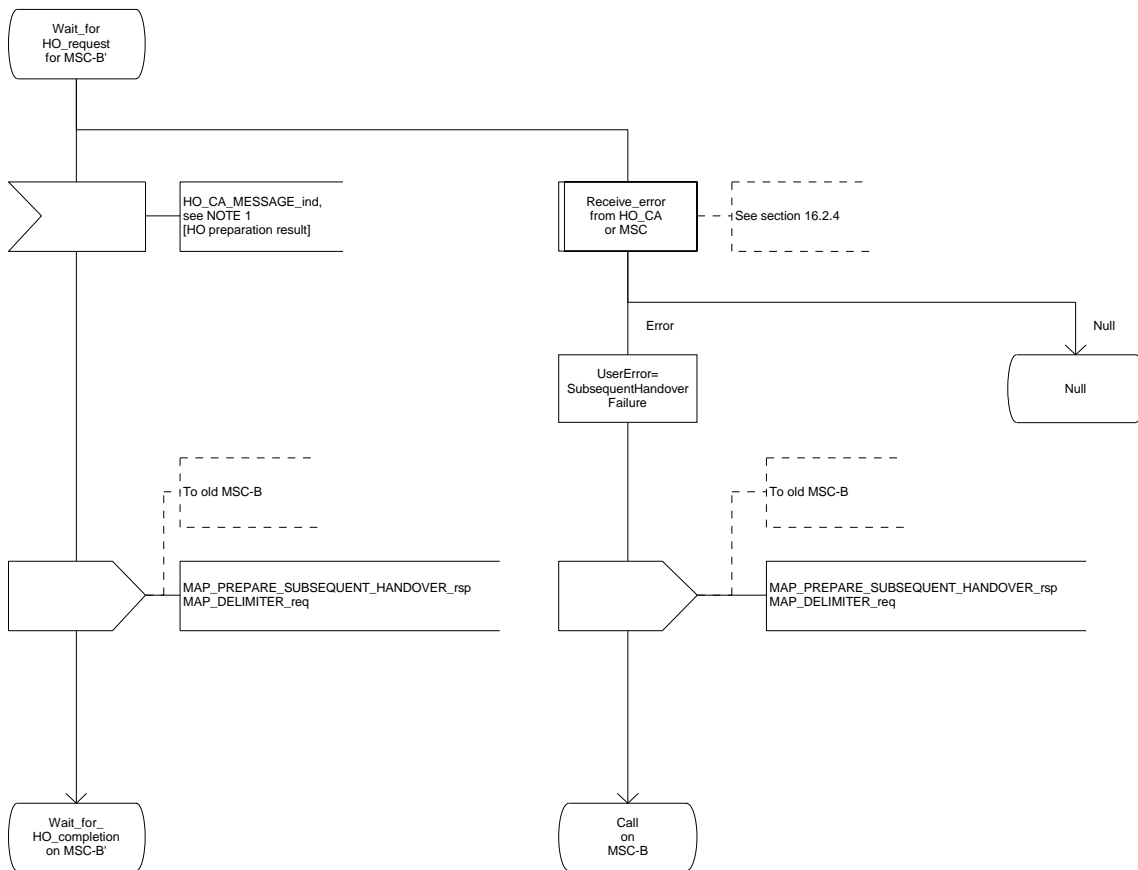 Wait_for
HO_request
for MSC-B'
HO_CA_MESSAGE_ind,
see NOTE 1
[HO preparation result]
Receive_error
from HO_CA
or MSC
See section 16.2.4
Error
Null
UserError=
SubsequentHandover
Failure
Null
To old MSC-B
To old MSC-B
MAP_PREPARE_SUBSEQUENT_HANDOVER_rsp
MAP_DELIMITER_req
MAP_PREPARE_SUBSEQUENT_HANDOVER_rsp
MAP_DELIMITER_req
Wait_for_
HO_completion
on MSC-B'
Call
on
MSC-B